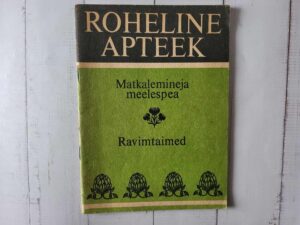 ROHELINE
APTEEK
Matkalemineja
meelespea
Ravimtaimed